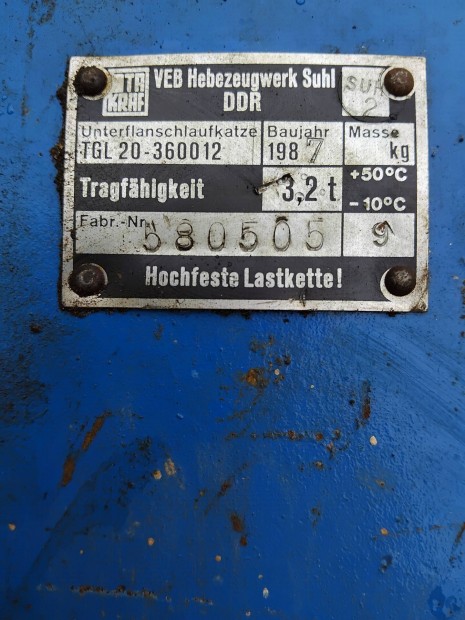 VEB Hebezeugwerk Suhl
DDR
Unterflanschlaufkatze
TGL 20-360012
Baujahr
1987
Masse
kg
Tragfähigkeit
3,2 t
+50°C
-10°C
Fabr.-Nr.
580505
9
Hochfeste Lastkette!